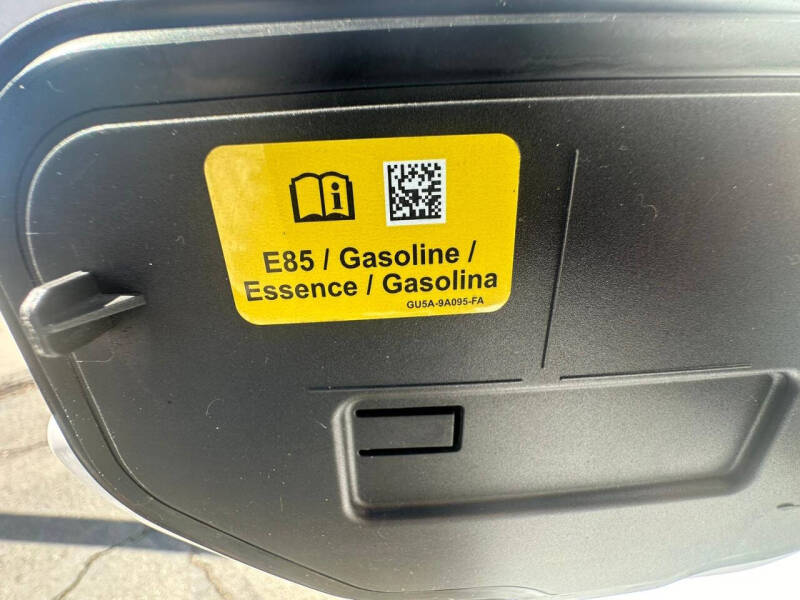 E85 / Gasoline /
Essence / Gasolina
GU5A-9A095-FA